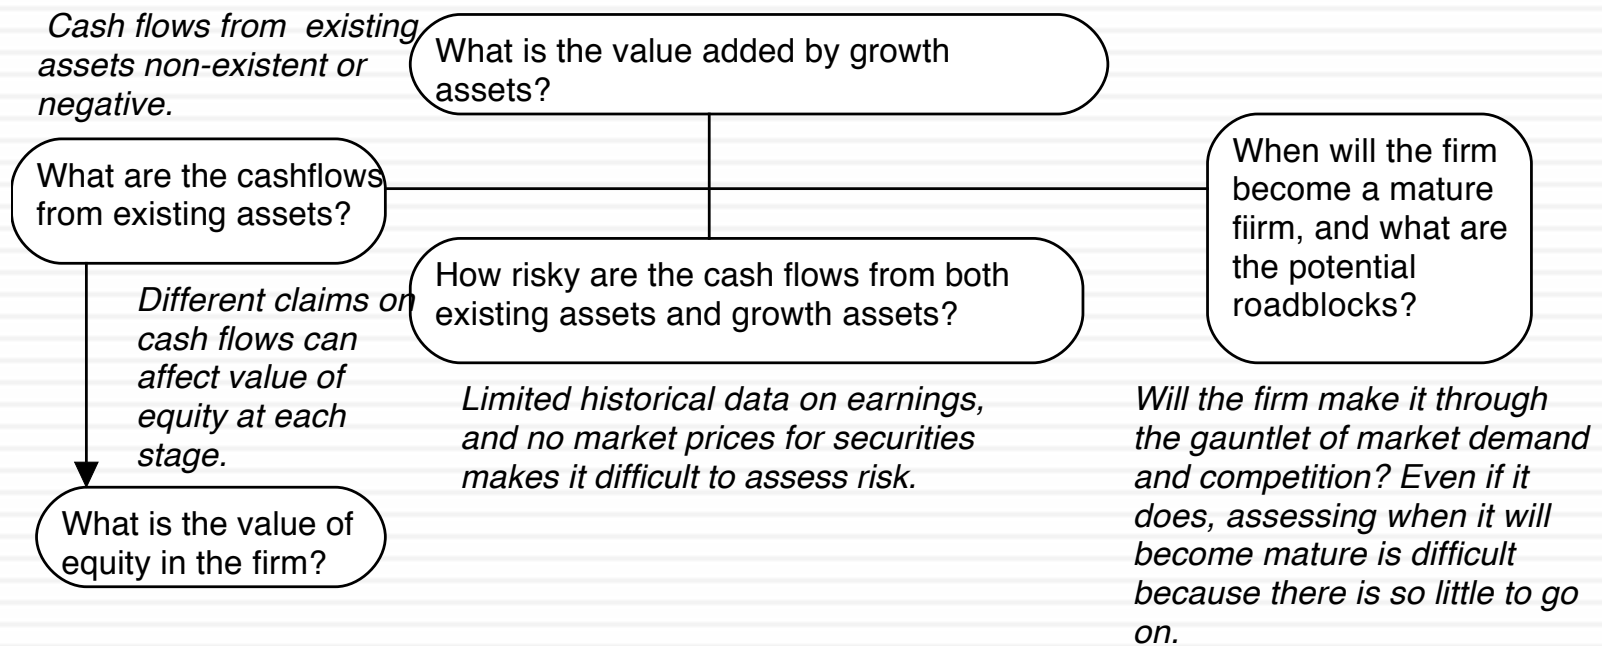 Cash flows from  existing
assets non-existent or
negative.
What is the value added by growth
assets?
What are the cashflows
from existing assets?
When will the firm
become a mature
fiirm, and what are
the potential
roadblocks?
How risky are the cash flows from both
existing assets and growth assets?
Different claims on
cash flows can
affect value of
equity at each
stage.
Limited historical data on earnings,
and no market prices for securities
makes it difficult to assess risk.
Will the firm make it through
the gauntlet of market demand
and competition? Even if it
does, assessing when it will
become mature is difficult
because there is so little to go
on.
What is the value of
equity in the firm?